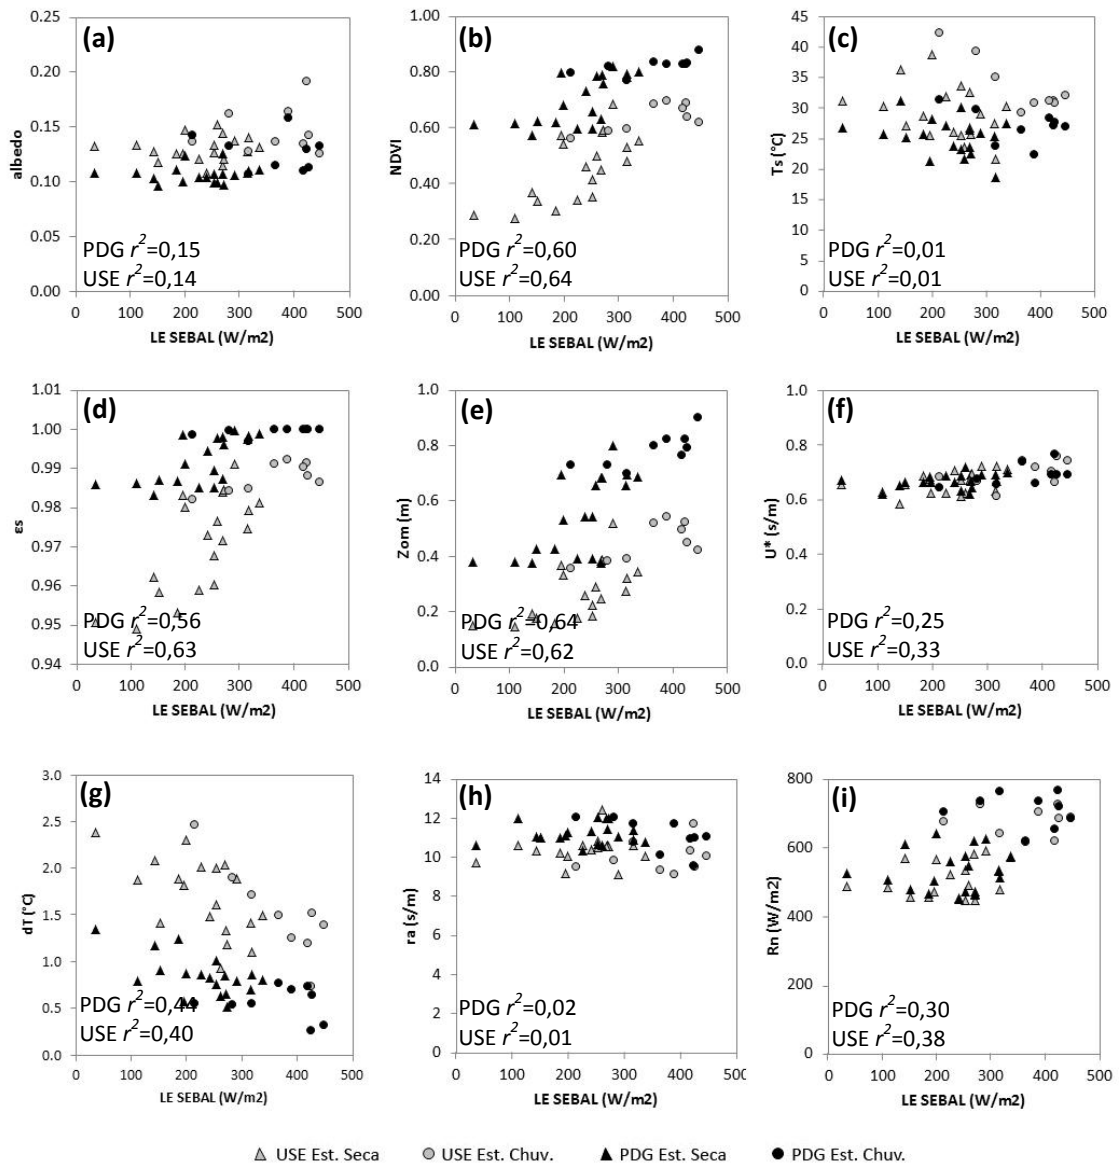 (a)
0.25
0.20
0.15
0.10
0.05
0.00
albedo
PDG r²=0,15
USE r²=0,14
0 100 200 300 400 500
LE SEBAL (W/m2)
(b)
1.00
0.80
0.60
0.40
0.20
0.00
NDVI
PDG r²=0,60
USE r²=0,64
0 100 200 300 400 500
LE SEBAL (W/m2)
(c)
45
40
35
30
25
20
15
10
5
0
Ts (°C)
PDG r²=0,01
USE r²=0,01
0 100 200 300 400 500
LE SEBAL (W/m2)
(d)
1.01
1.00
0.99
0.98
0.97
0.96
0.95
0.94
εs
PDG r²=0,56
USE r²=0,63
0 100 200 300 400 500
LE SEBAL (W/m2)
(e)
1.0
0.8
0.6
0.4
0.2
0.0
Zom (m)
PDG r²=0,64
USE r²=0,62
0 100 200 300 400 500
LE SEBAL (W/m2)
(f)
1.0
0.8
0.6
0.4
0.2
0.0
U* (s/m)
PDG r²=0,25
USE r²=0,33
0 100 200 300 400 500
LE SEBAL (W/m2)
(g)
3.0
2.5
2.0
1.5
1.0
0.5
0.0
dT (°C)
PDG r²=0,44
USE r²=0,40
0 100 200 300 400 500
LE SEBAL (W/m2)
(h)
14
12
10
8
6
4
2
0
ra (s/m)
PDG r²=0,02
USE r²=0,01
0 100 200 300 400 500
LE SEBAL (W/m2)
(i)
800
600
400
200
0
Rn (W/m2)
PDG r²=0,30
USE r²=0,38
0 100 200 300 400 500
LE SEBAL (W/m2)
USE Est. Seca USE Est. Chuv. PDG Est. Seca PDG Est. Chuv.